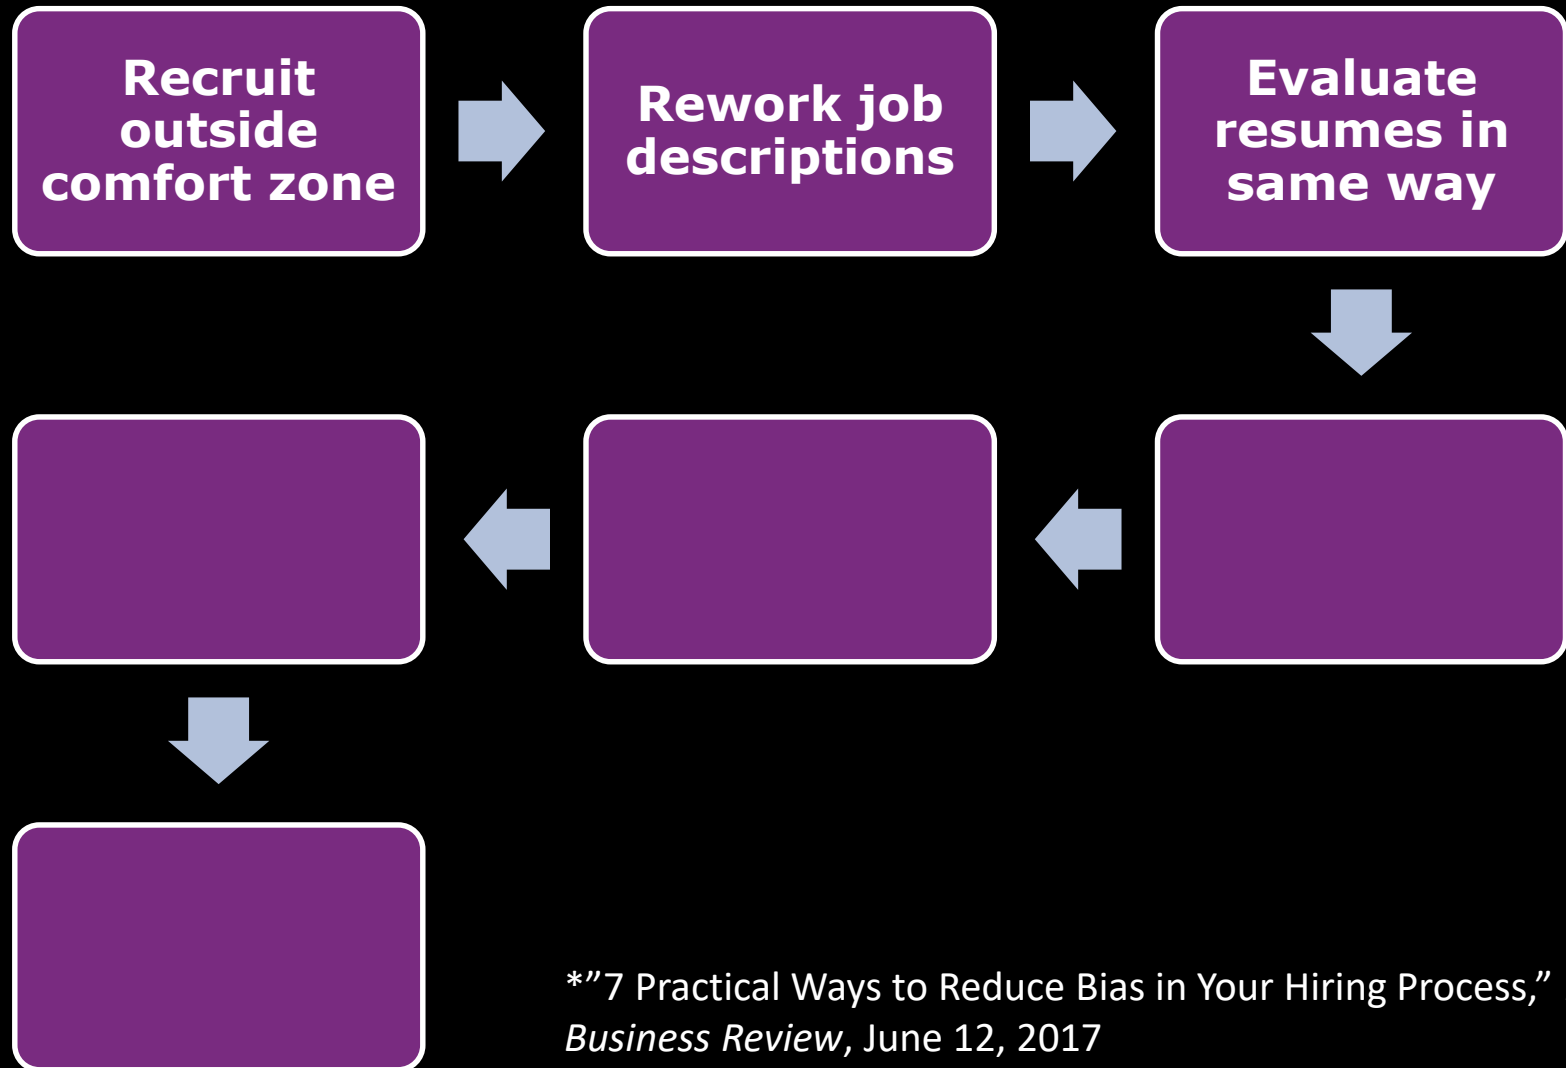 Recruit
outside
comfort zone
Rework job
descriptions
Evaluate
resumes in
same way
*”7 Practical Ways to Reduce Bias in Your Hiring Process,”
Business Review, June 12, 2017